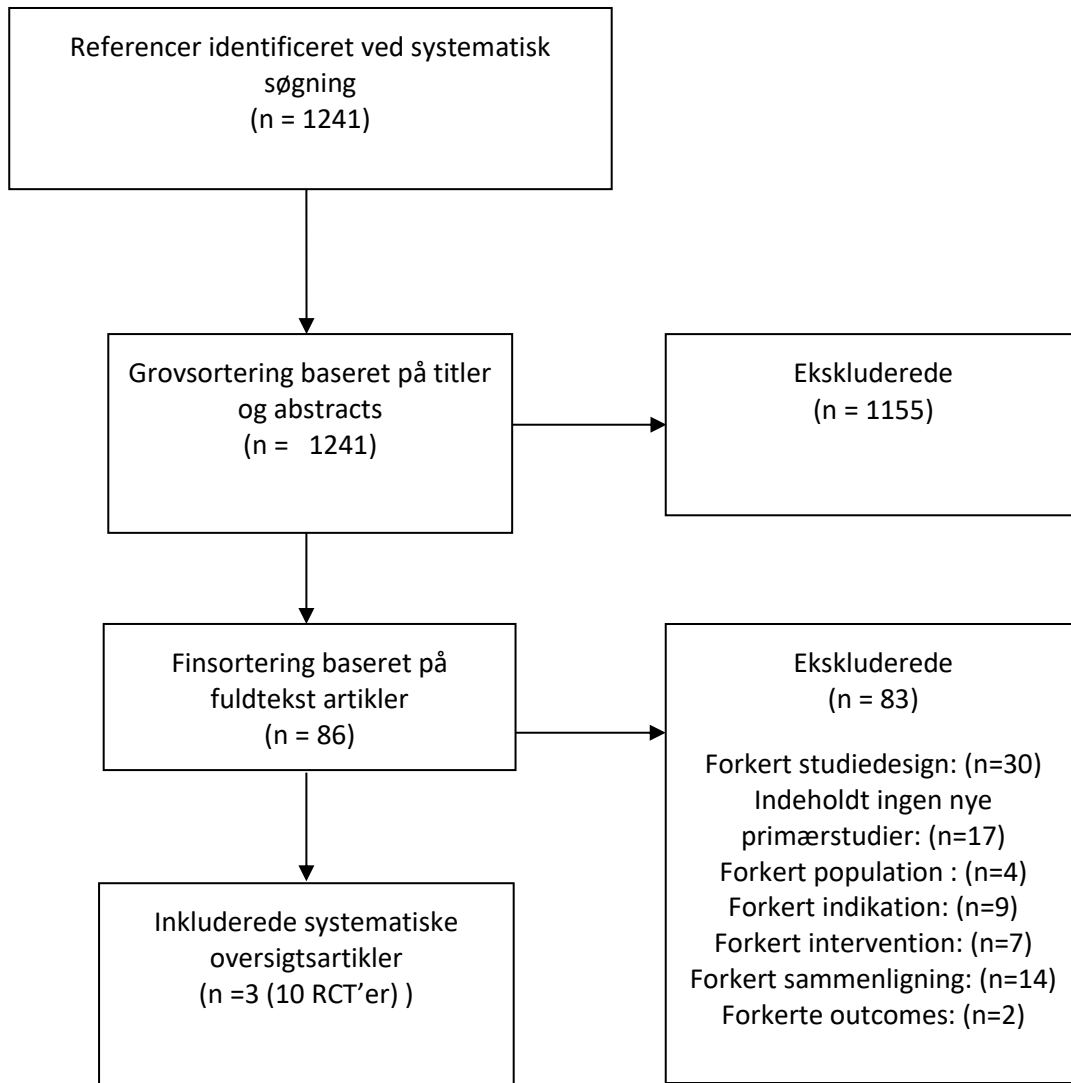 Referencer identificeret ved systematisk
søgning
(n = 1241)
Grovsortering baseret på titler
og abstracts
(n =   1241)
Ekskluderede
(n = 1155)
Finsortering baseret på
fuldtekst artikler
(n = 86)
Ekskluderede
(n = 83)
Forkert studiedesign: (n=30)
Indeholdt ingen nye
primærstudier: (n=17)
Forkert population : (n=4)
Forkert indikation: (n=9)
Forkert intervention: (n=7)
Forkert sammenligning: (n=14)
Forkerte outcomes: (n=2)
Inkluderede systematiske
oversigtsartikler
(n =3 (10 RCT’er) )